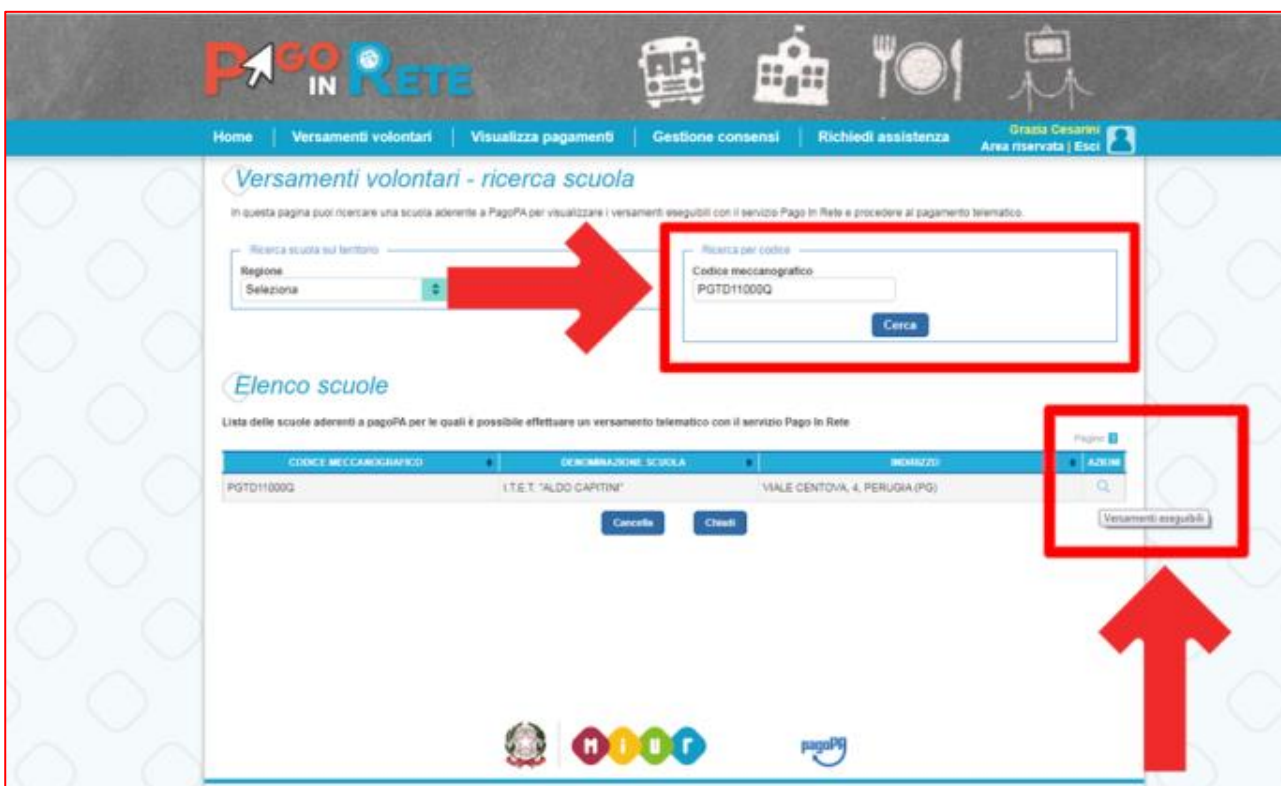 PAGO
IN RETE
Home | Versamenti volontari | Visualizza pagamenti | Gestione consensi | Richiedi assistenza
Grazia Cesarini
Area riservata | Esci
Versamenti volontari - ricerca scuola
In questa pagina puoi ricercare una scuola aderente a PagoPA per visualizzare i versamenti eseguibili con il servizio Pago In Rete e procedere al pagamento telematico.
Ricerca scuola sul territorio
Regione
Seleziona
Ricerca per codice
Codice meccanografico
PGTD11000Q
Cerca
Elenco scuole
Lista delle scuole aderenti a pagoPA per le quali è possibile effettuare un versamento telematico con il servizio Pago In Rete
Pagine 1
CODICE MECCANOGRAFICO DENOMINAZIONE SCUOLA INDIRIZZO AZIONI
PGTD11000Q I.T.E.T. "ALDO CAPITINI" VIALE CENTOVA, 4, PERUGIA (PG)
Versamenti eseguibili
Cancella Chiudi
MiUr
pagoPA